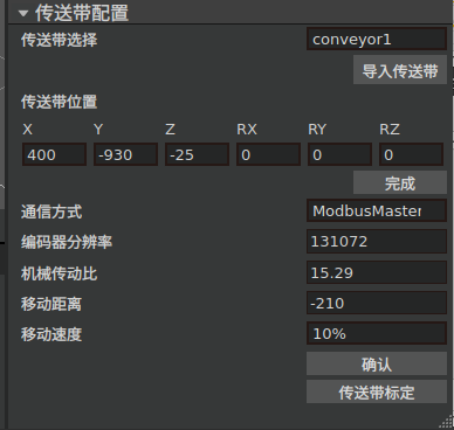 传送带配置
传送带选择 conveyor1
导入传送带
传送带位置
X Y Z RX RY RZ
400 -930 -25 0 0 0
完成
通信方式 ModbusMaster
编码器分辨率 131072
机械传动比 15.29
移动距离 -210
移动速度 10%
确认
传送带标定